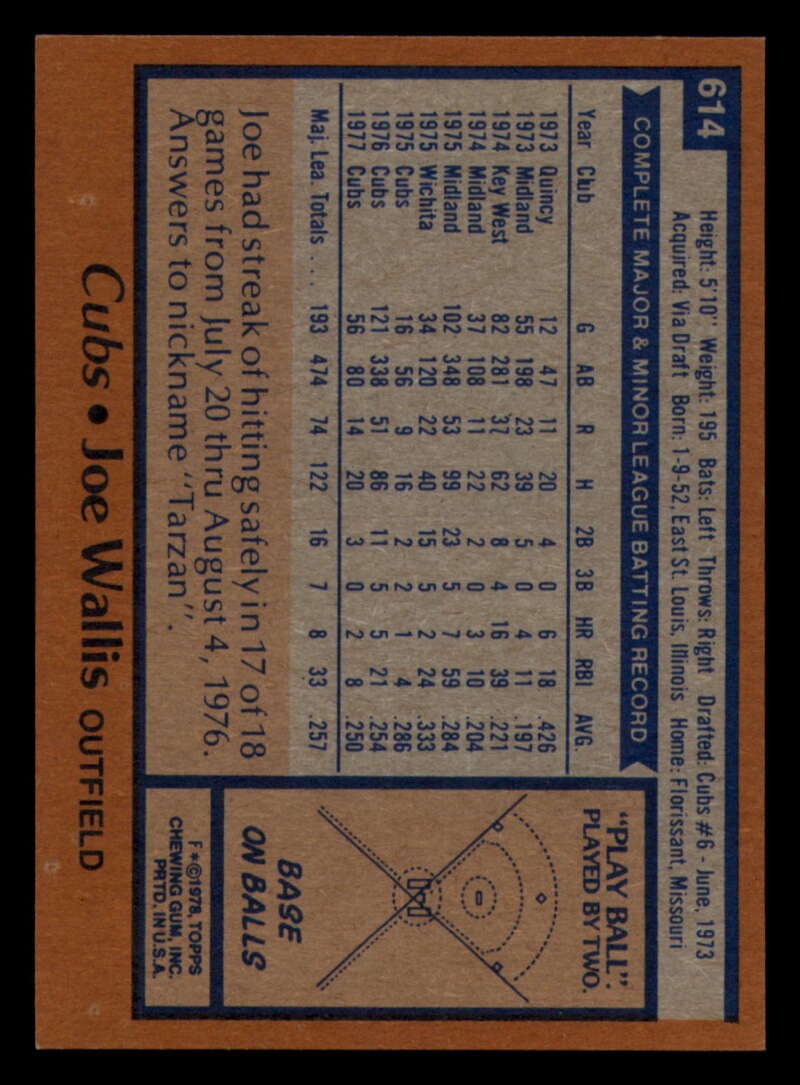 614
Height: 5'10" Weight: 195 Bats: Left Throws: Right Drafted: Cubs #6 - June, 1973
Acquired: Via Draft Born: 1-9-52, East St. Louis, Illinois Home: Florissant, Missouri
COMPLETE MAJOR & MINOR LEAGUE BATTING RECORD
Year Club G AB R H 2B 3B HR RBI AVG.
1973 Quincy 12 47 11 20 4 0 6 18 .426
1973 Midland 55 198 23 39 5 0 4 11 .197
1974 Key West 82 281 37 62 8 4 16 39 .221
1974 Midland 37 108 11 22 2 0 3 10 .204
1975 Midland 102 348 53 99 23 5 7 59 .284
1975 Wichita 34 120 22 40 15 5 2 24 .333
1975 Cubs 16 56 9 16 2 2 1 4 .286
1976 Cubs 121 338 51 86 11 5 5 21 .254
1977 Cubs 56 80 14 20 3 0 2 8 .250
Maj. Lea. Totals . . . 193 474 74 122 16 7 8 33 .257
Joe had streak of hitting safely in 17 of 18
games from July 20 thru August 4, 1976.
Answers to nickname "Tarzan".
"PLAY BALL".
PLAYED BY TWO.
BASE
ON BALLS
F*©1978, TOPPS
CHEWING GUM, INC.
PRTD. IN U.S.A.
Cubs • Joe Wallis OUTFIELD